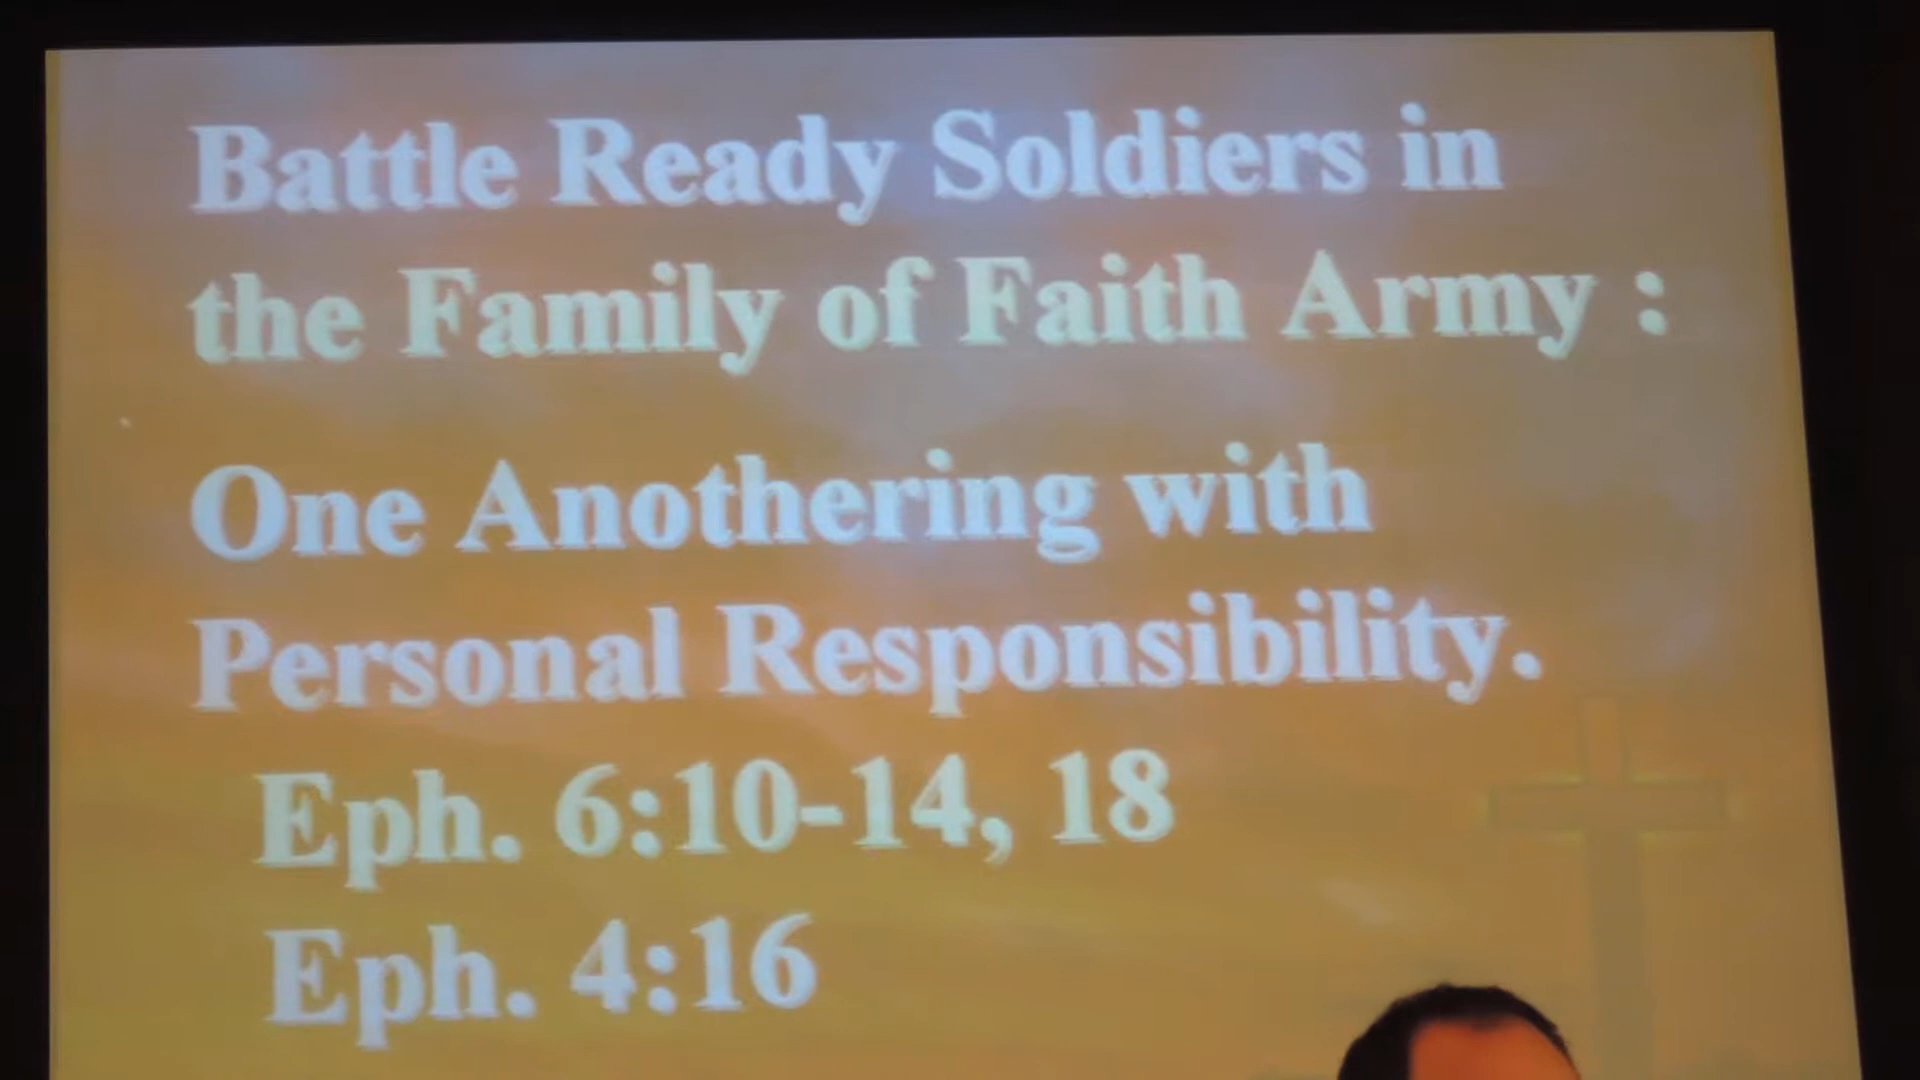 Battle Ready Soldiers in
the Family of Faith Army :
One Anothering with
Personal Responsibility.
Eph. 6:10-14, 18
Eph. 4:16